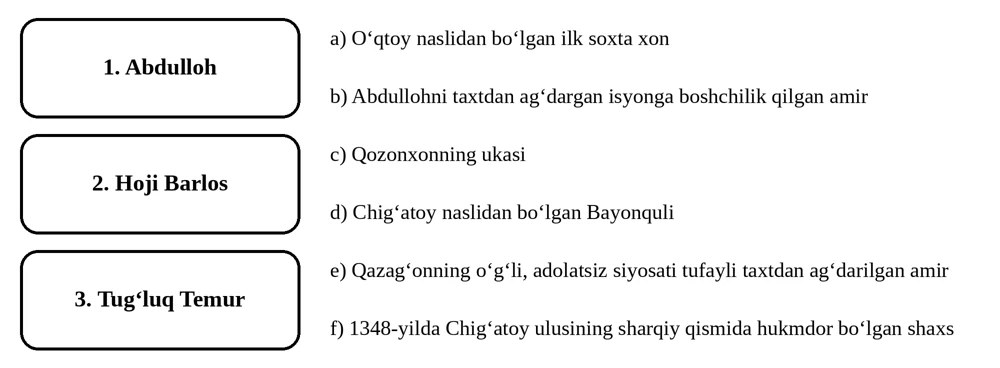 1. Abdulloh
2. Hoji Barlos
3. Tug‘luq Temur
a) O‘qtoy naslidan bo‘lgan ilk soxta xon
b) Abdullohni taxtdan ag‘dargan isyonga boshchilik qilgan amir
c) Qozonxonning ukasi
d) Chig‘atoy naslidan bo‘lgan Bayonquli
e) Qazag‘onning o‘g‘li, adolatsiz siyosati tufayli taxtdan ag‘darilgan amir
f) 1348-yilda Chig‘atoy ulusining sharqiy qismida hukmdor bo‘lgan shaxs